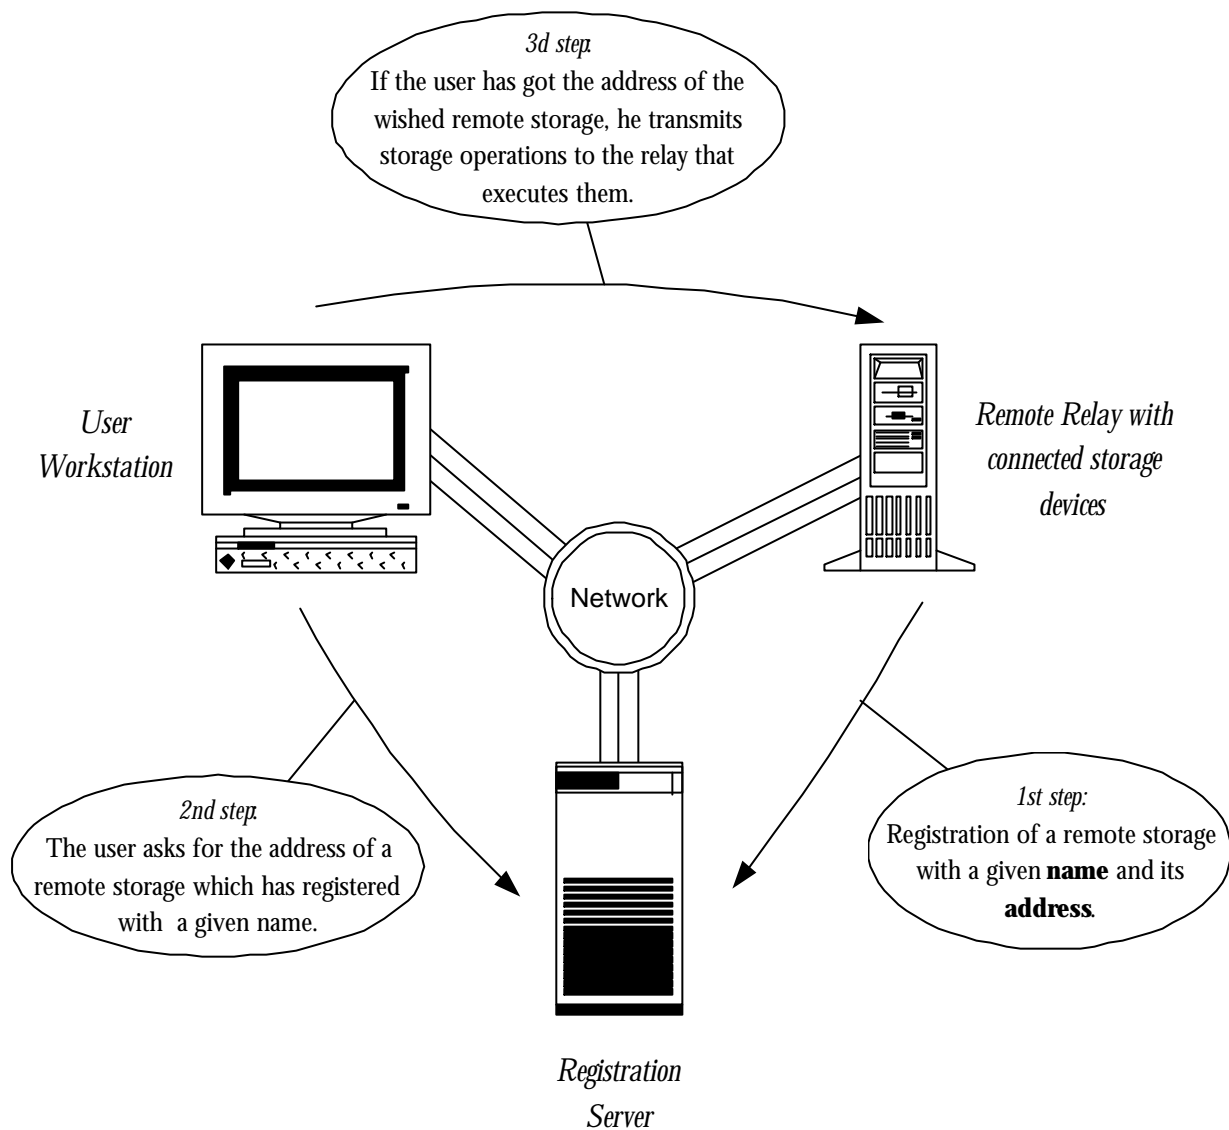 3d step:
If the user has got the address of the
wished remote storage, he transmits
storage operations to the relay that
executes them.
User
Workstation
Remote Relay with
connected storage
devices
Network
2nd step:
The user asks for the address of a
remote storage which has registered
with a given name.
1st step:
Registration of a remote storage
with a given name and its
address.
Registration
Server